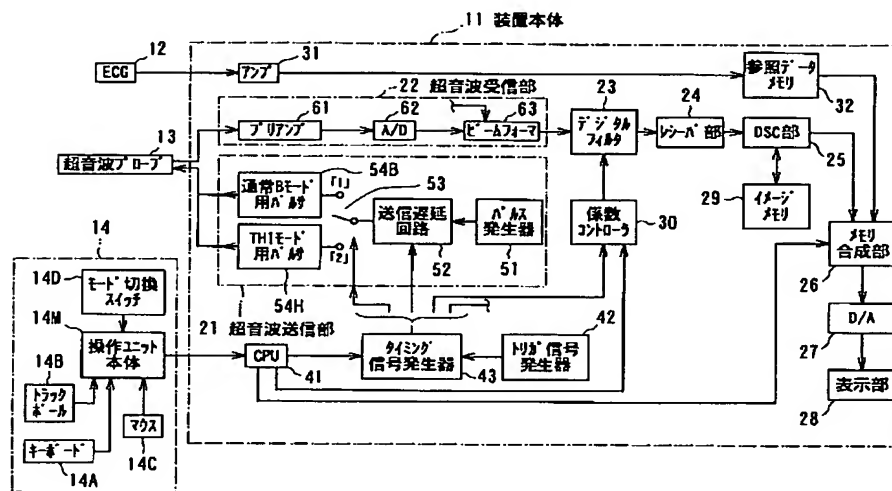 11 装置本体
12
ECG
31
アンプ
参照データ
メモリ
32
22 超音波受信部
61
プリアンプ
62
A/D
63
ビームフォーマ
23
デジタル
フィルタ
24
レシーバ部
DSC部
25
29
イメージ
メモリ
13
超音波プローブ
54B
通常Bモード
用パルサ
「1」
53
送信遅延
回路
52
パルス
発生器
51
THIモード
用パルサ
「2」
54H
21 超音波送信部
係数
コントローラ
30
メモリ
合成部
26
D/A
27
表示部
28
14
14D
モード切換
スイッチ
14M
操作ユニット
本体
14B
トラック
ボール
キーボード
14A
マウス
14C
CPU
41
タイミング
信号発生器
43
42
トリガ信号
発生器